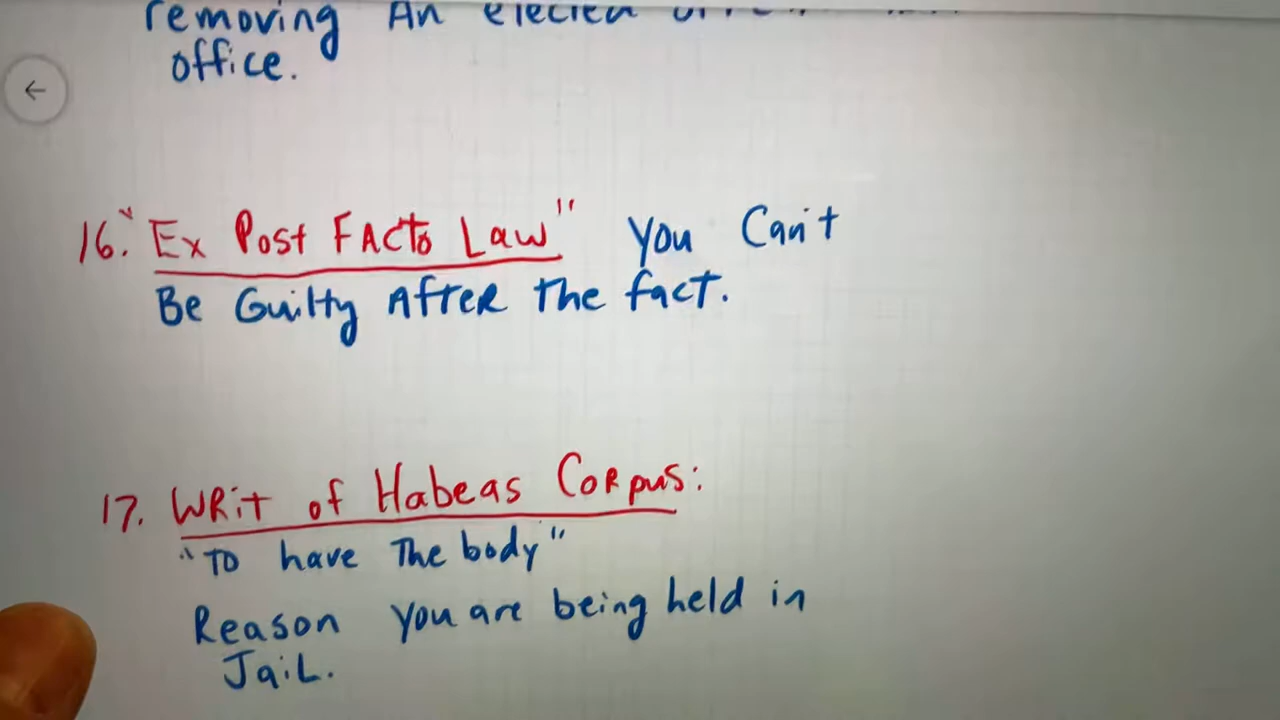 removing An elected
office.
16. "Ex Post FActo Law" You Can't
Be Guilty After The fact.
17. Writ of Habeas Corpus:
"To have The body"
Reason You are being held in
Jail.